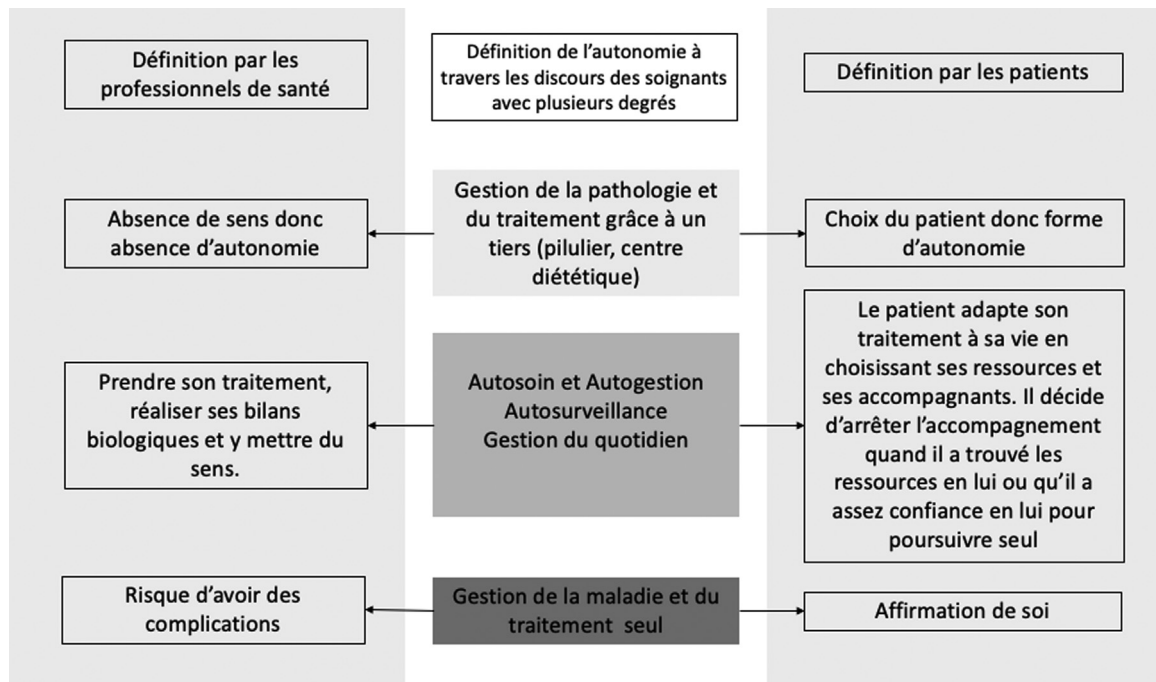 Définition par les
professionnels de santé
Définition de l'autonomie à
travers les discours des soignants
avec plusieurs degrés
Définition par les patients
Absence de sens donc
absence d'autonomie
Gestion de la pathologie et
du traitement grâce à un
tiers (pilulier, centre
diététique)
Choix du patient donc forme
d'autonomie
Prendre son traitement,
réaliser ses bilans
biologiques et y mettre du
sens.
Autosoin et Autogestion
Autosurveillance
Gestion du quotidien
Le patient adapte son
traitement à sa vie en
choisissant ses ressources et
ses accompagnants. Il décide
d'arrêter l'accompagnement
quand il a trouvé les
ressources en lui ou qu'il a
assez confiance en lui pour
poursuivre seul
Risque d'avoir des
complications
Gestion de la maladie et du
traitement seul
Affirmation de soi